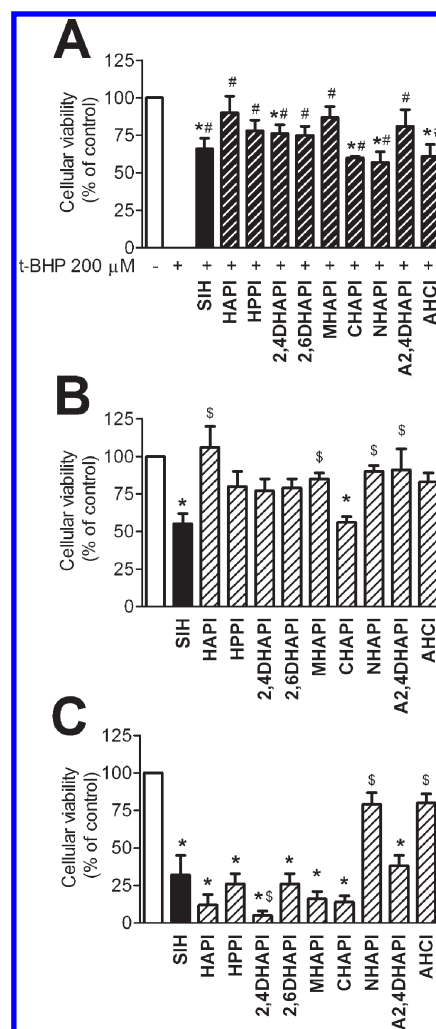 A
Cellular viability
(% of control)
125
100
75
50
25
0
*# # # *# # # *# *# # *#
t-BHP 200 µM - + + + + + + + + + + +
SIH HAPI HPPI 2,4DHAPI 2,6DHAPI MHAPI CHAPI NHAPI A2,4DHAPI AHCI
B
Cellular viability
(% of control)
125
100
75
50
25
0
* $ $ * $ $
SIH HAPI HPPI 2,4DHAPI 2,6DHAPI MHAPI CHAPI NHAPI A2,4DHAPI AHCI
C
Cellular viability
(% of control)
125
100
75
50
25
0
* * * *$ * * * $ * $
SIH HAPI HPPI 2,4DHAPI 2,6DHAPI MHAPI CHAPI NHAPI A2,4DHAPI AHCI